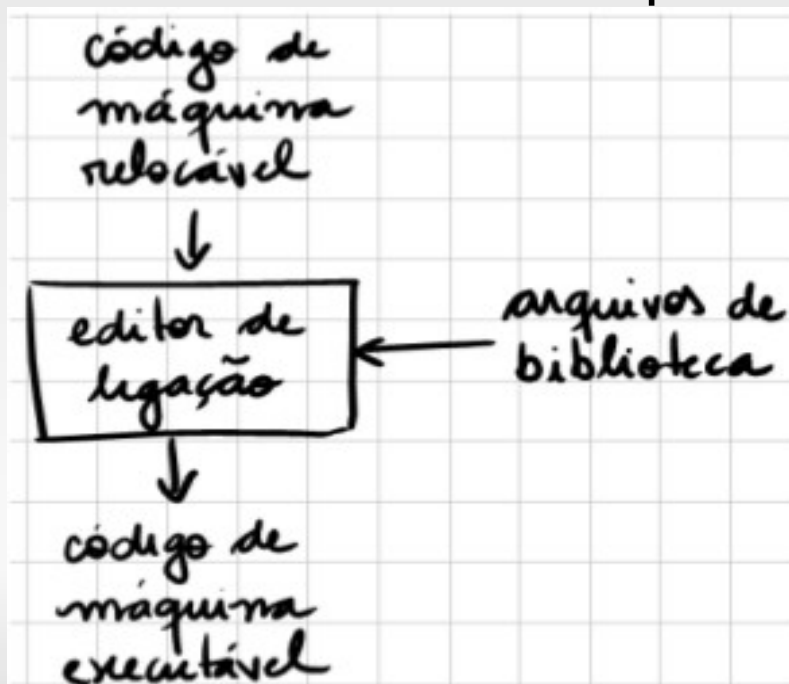 código de
máquina
relocável
editor de
ligação
arquivos de
biblioteca
código de
máquina
executável